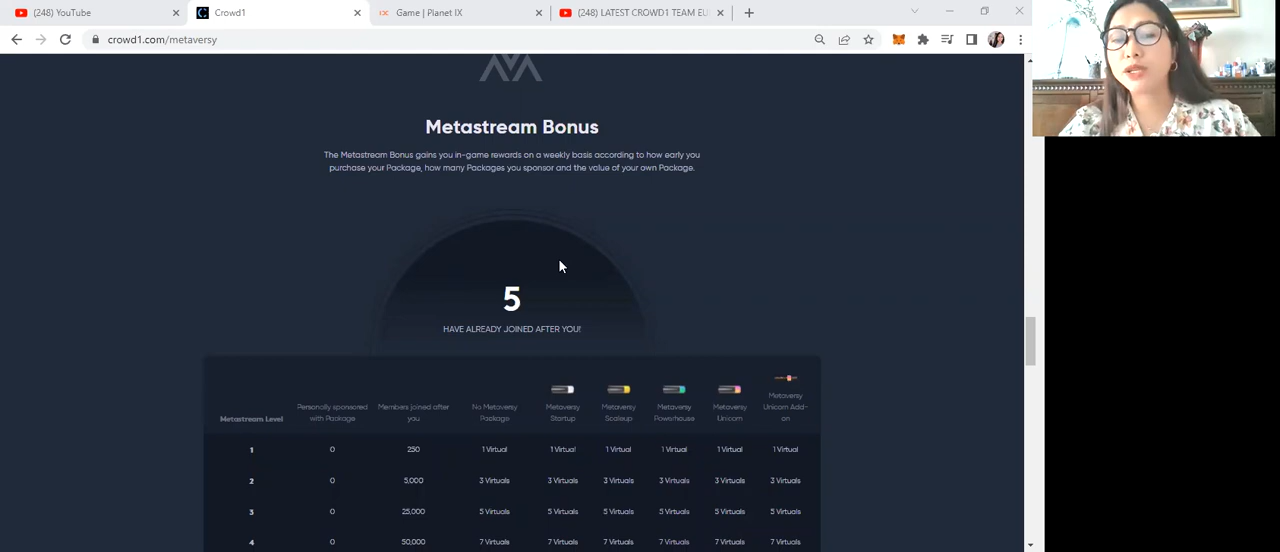 (248) YouTube
Crowd1
Game | Planet IX
(248) LATEST CROWD1 TEAM EU
crowd1.com/metaversy
Metastream Bonus
The Metastream Bonus gains you in-game rewards on a weekly basis according to how early you
purchase your Package, how many Packages you sponsor and the value of your own Package.
5
HAVE ALREADY JOINED AFTER YOU!
Metastream Level Personally sponsored with Package Members joined after you No Metaversy Package Metaversy Startup Metaversy Scaleup Metaversy Powerhouse Metaversy Unicorn Metaversy Unicorn Add-on
1 0 250 1 Virtual 1 Virtual 1 Virtual 1 Virtual 1 Virtual 1 Virtual
2 0 5,000 3 Virtuals 3 Virtuals 3 Virtuals 3 Virtuals 3 Virtuals 3 Virtuals
3 0 25,000 5 Virtuals 5 Virtuals 5 Virtuals 5 Virtuals 5 Virtuals 5 Virtuals
4 0 50,000 7 Virtuals 7 Virtuals 7 Virtuals 7 Virtuals 7 Virtuals 7 Virtuals